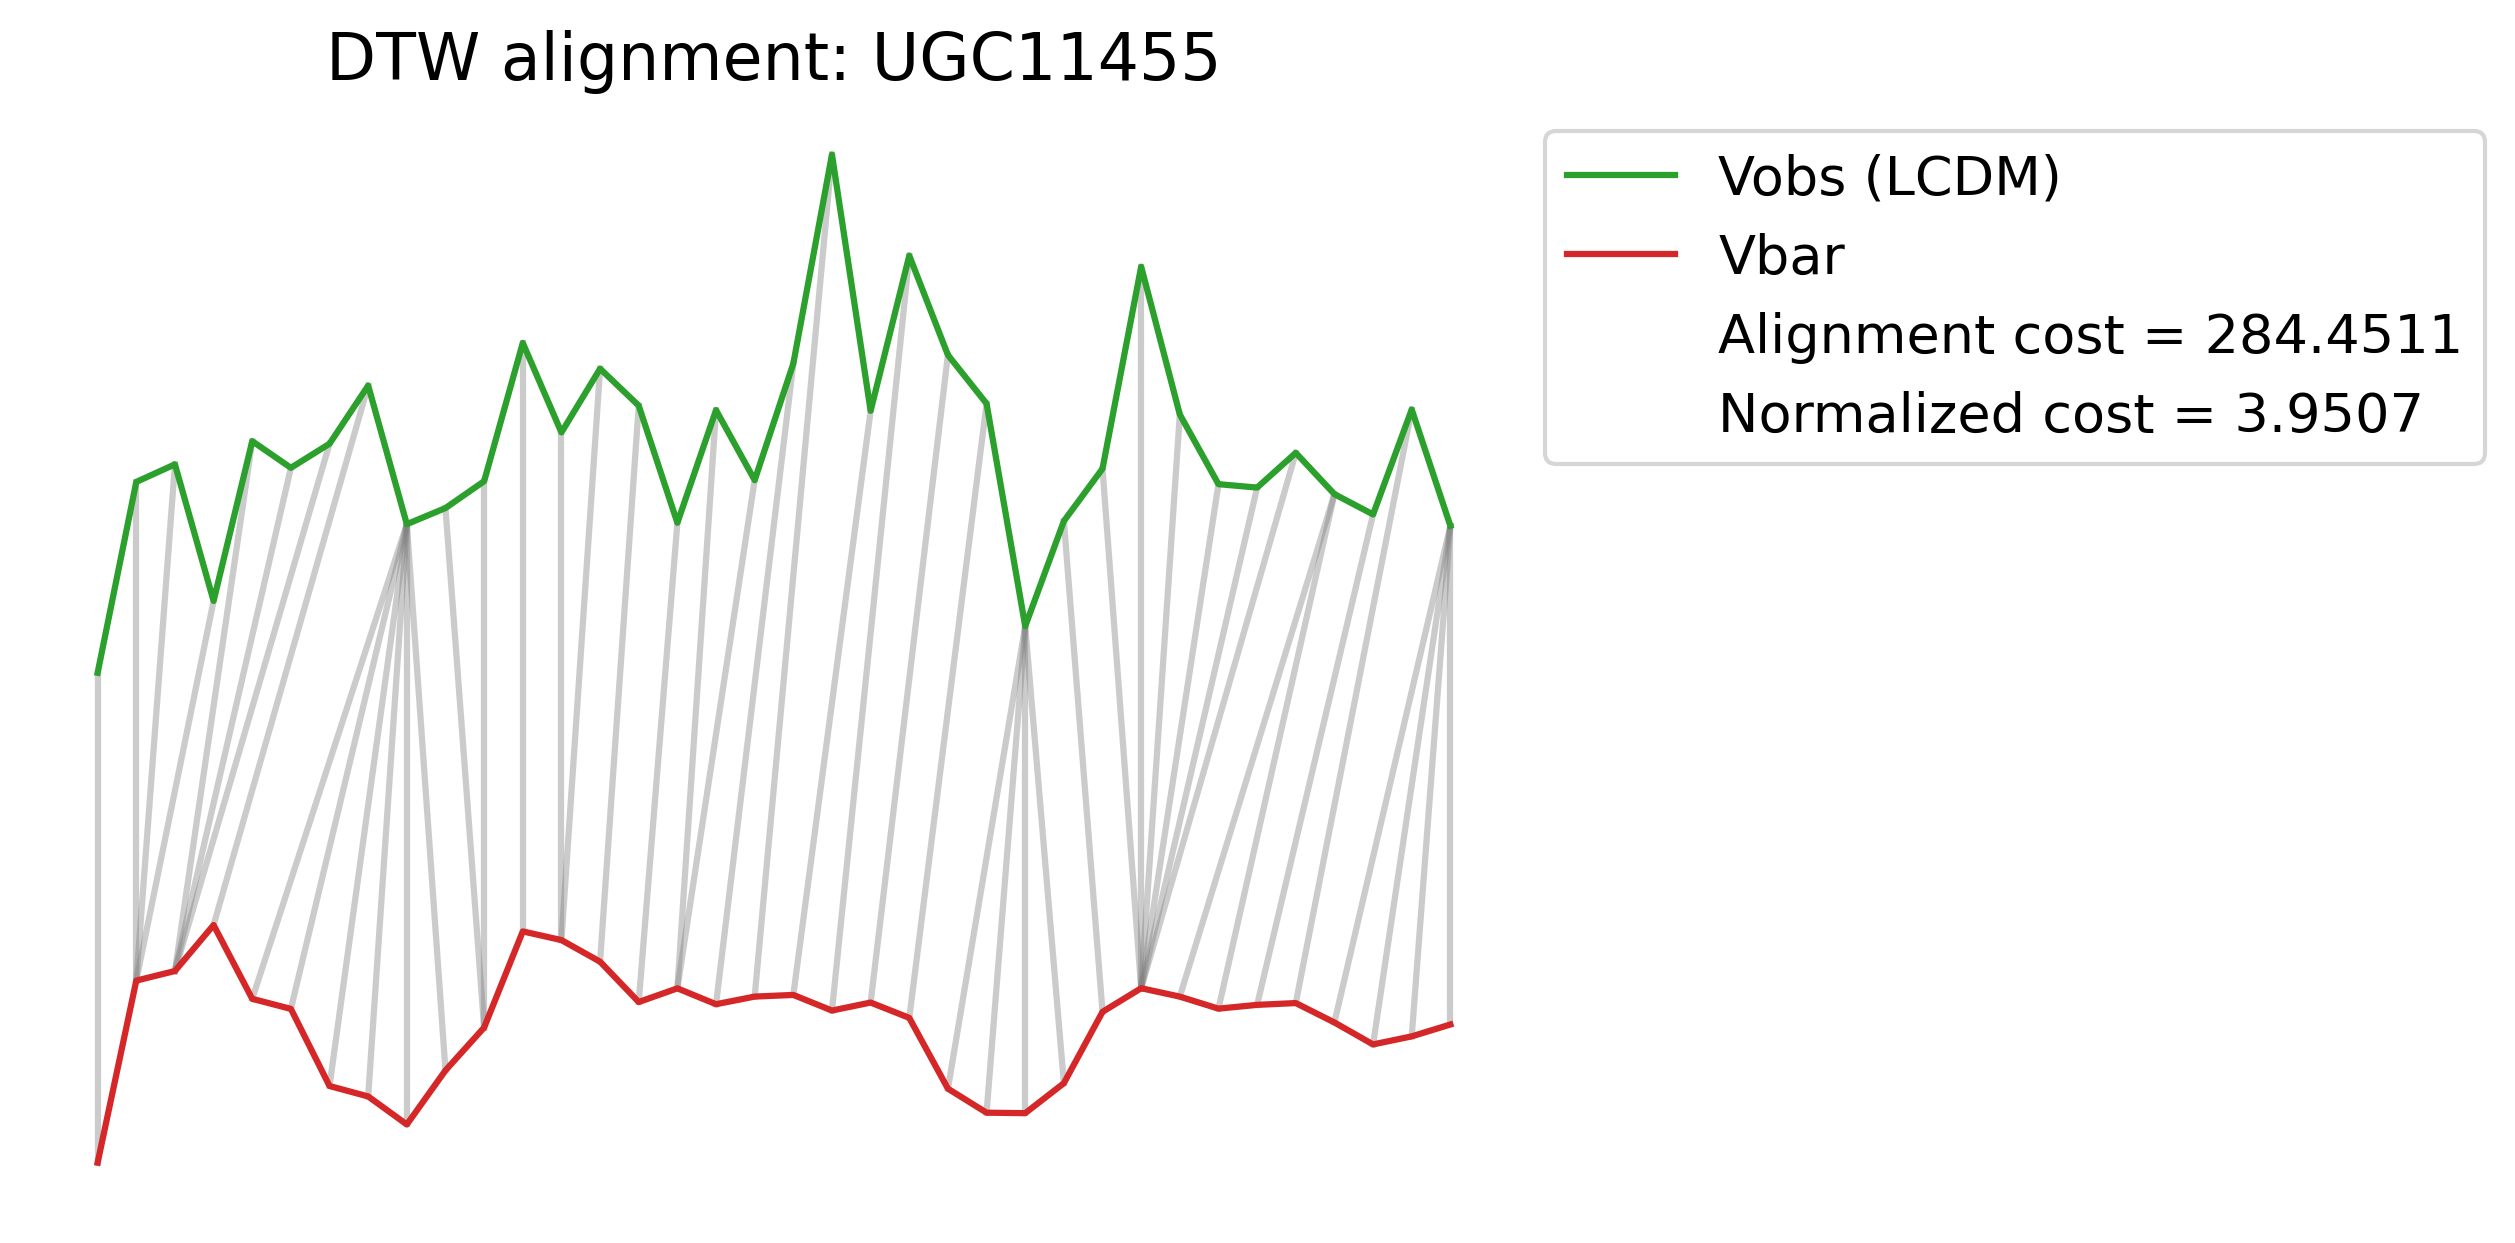 DTW alignment: UGC11455
Vobs (LCDM)
Vbar
Alignment cost = 284.4511
Normalized cost = 3.9507